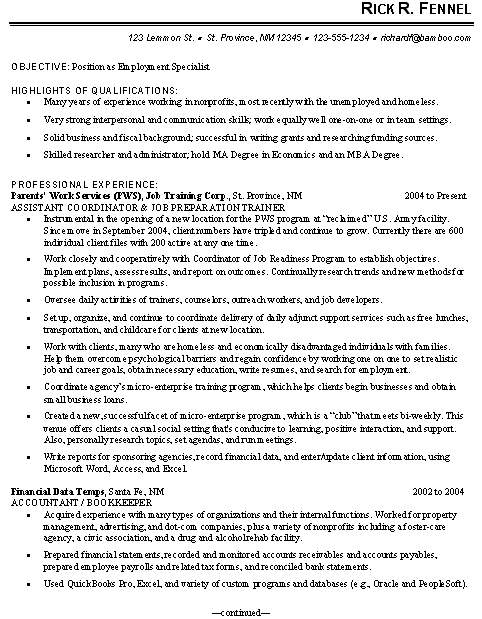 RICK R. FENNEL
123 Lemmon St. • St. Province, NM 12345 • 123-555-1234 • richardf@bamboo.com
OBJECTIVE: Position as Employment Specialist
HIGHLIGHTS OF QUALIFICATIONS:
• Many years of experience working in nonprofits, most recently with the unemployed and homeless.
• Very strong interpersonal and communication skills; work equally well one-on-one or in team settings.
• Solid business and fiscal background; successful in writing grants and researching funding sources.
• Skilled researcher and administrator; hold MA Degree in Economics and an MBA Degree.
PROFESSIONAL EXPERIENCE:
Parents' Work Services (PWS), Job Training Corp., St. Province, NM 2004 to Present
ASSISTANT COORDINATOR & JOB PREPARATION TRAINER
• Instrumental in the opening of a new location for the PWS program at “reclaimed” U.S. Army facility.
Since move in September 2004, client numbers have tripled and continue to grow. Currently there are 600
individual client files with 200 active at any one time.
• Work closely and cooperatively with Coordinator of Job Readiness Program to establish objectives.
Implement plans, assess results, and report on outcomes. Continually research trends and new methods for
possible inclusion in programs.
• Oversee daily activities of trainers, counselors, outreach workers, and job developers.
• Set up, organize, and continue to coordinate delivery of daily adjunct support services such as free lunches,
transportation, and childcare for clients at new location.
• Work with clients, many who are homeless and economically disadvantaged individuals with families.
Help them overcome psychological barriers and regain confidence by working one on one to set realistic
job and career goals, obtain necessary education, write resumes, and search for employment.
• Coordinate agency's micro-enterprise training program, which helps clients begin businesses and obtain
small business loans.
• Created a new, successful facet of micro-enterprise program, which is a “club” that meets bi-weekly. This
venue offers clients a casual social setting that's conducive to learning, positive interaction, and support.
Also, personally research topics, set agendas, and run meetings.
• Write reports for sponsoring agencies, record financial data, and enter/update client information, using
Microsoft Word, Access, and Excel.
Financial Data Temps, Santa Fe, NM 2002 to 2004
ACCOUNTANT / BOOKKEEPER
• Acquired experience with many types of organizations and their internal functions. Worked for property
management, advertising, and dot-com companies, plus a variety of nonprofits including a foster-care
agency, a civic association, and a drug and alcohol rehab facility.
• Prepared financial statements, recorded and monitored accounts receivables and accounts payables,
prepared employee payrolls and related tax forms, and reconciled bank statements.
• Used QuickBooks Pro, Excel, and variety of custom programs and databases (e.g., Oracle and PeopleSoft).
—continued—